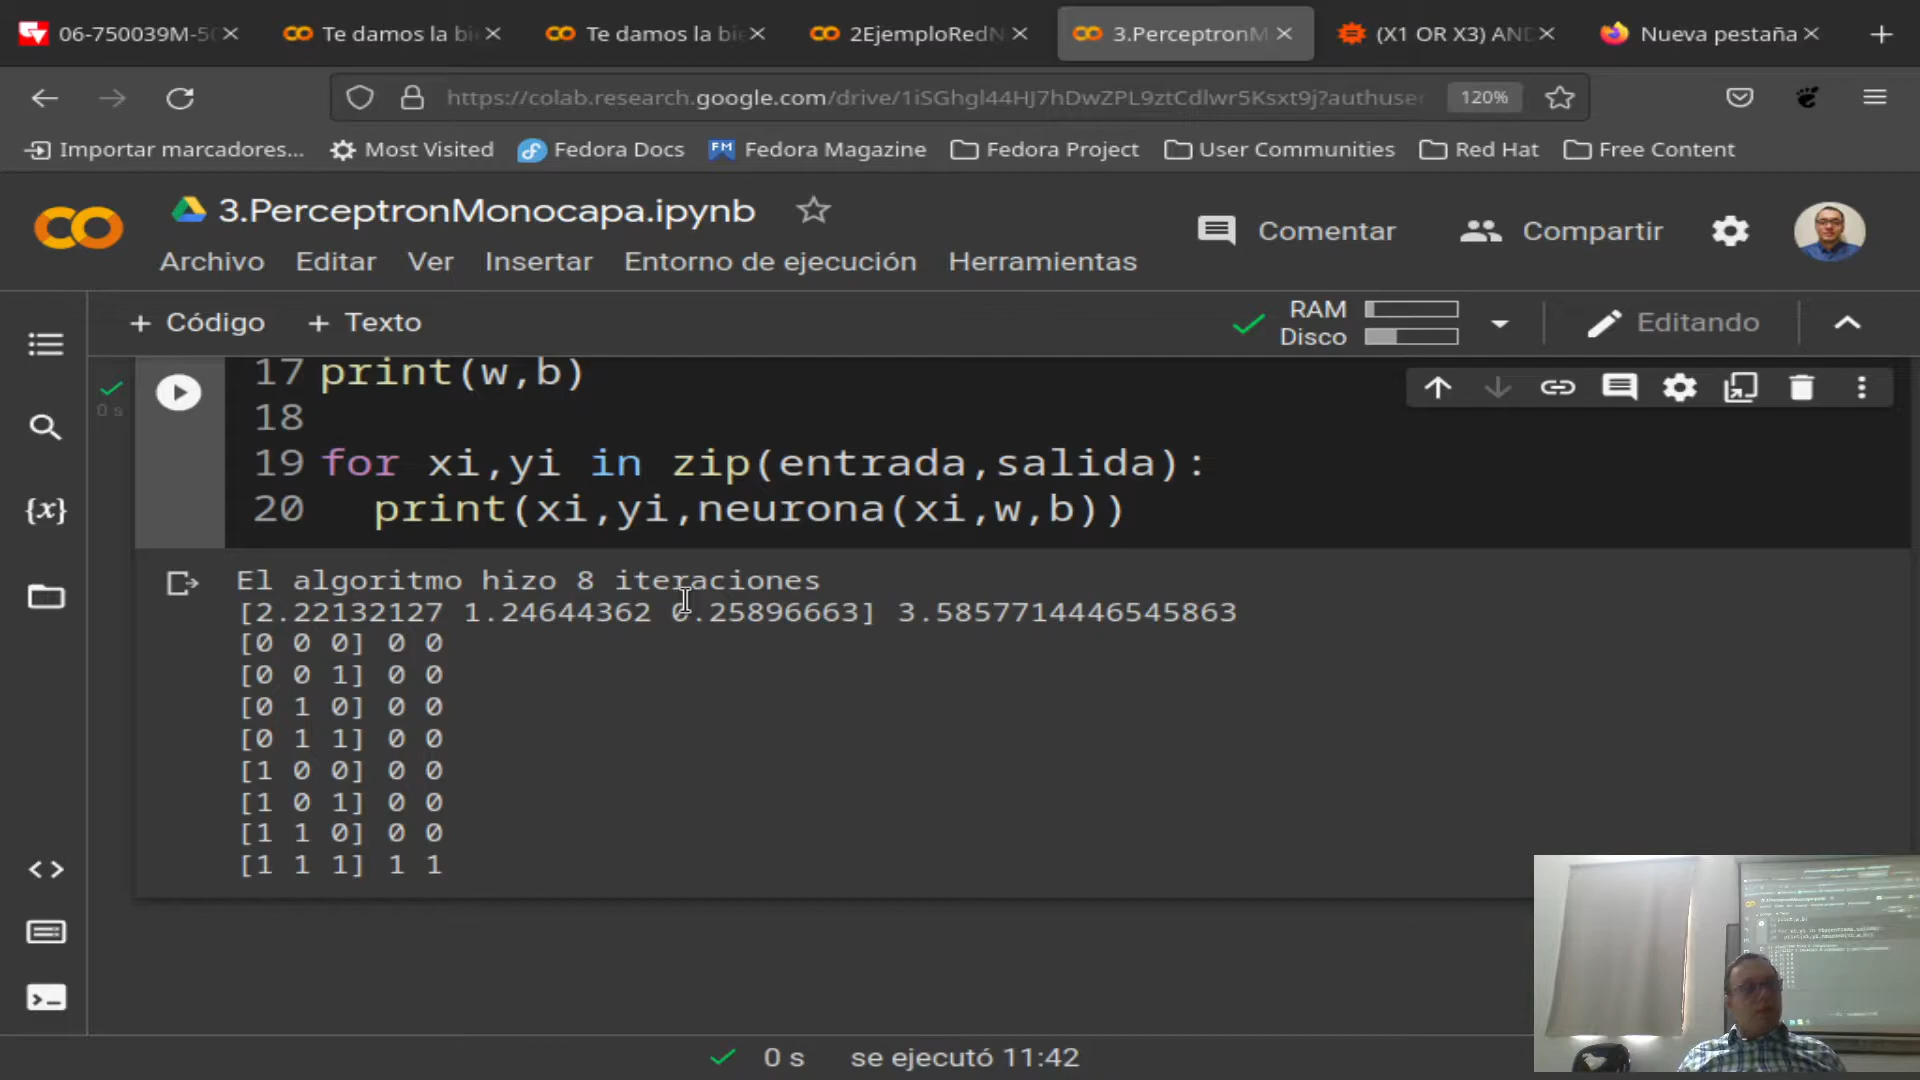 06-750039M-50
Te damos la bie
Te damos la bie
2EjemploRedN
3.PerceptronM
(X1 OR X3) AND
Nueva pestaña
https://colab.research.google.com/drive/1iSGhgl44HJ7hDwZPL9ztCdlwr5Ksxt9j?authuser
120%
Importar marcadores...
Most Visited
Fedora Docs
FM
Fedora Magazine
Fedora Project
User Communities
Red Hat
Free Content
3.PerceptronMonocapa.ipynb
Comentar
Compartir
Archivo
Editar
Ver
Insertar
Entorno de ejecución
Herramientas
+ Código
+ Texto
RAM
Disco
Editando
17 print(w,b)
0 s
18
19 for xi,yi in zip(entrada,salida):
20 print(xi,yi,neurona(xi,w,b))
{x}
El algoritmo hizo 8 iteraciones
[2.22132127 1.24644362 0.25896663] 3.5857714446545863
[0 0 0] 0 0
[0 0 1] 0 0
[0 1 0] 0 0
[0 1 1] 0 0
[1 0 0] 0 0
[1 0 1] 0 0
[1 1 0] 0 0
[1 1 1] 1 1
0 s se ejecutó 11:42